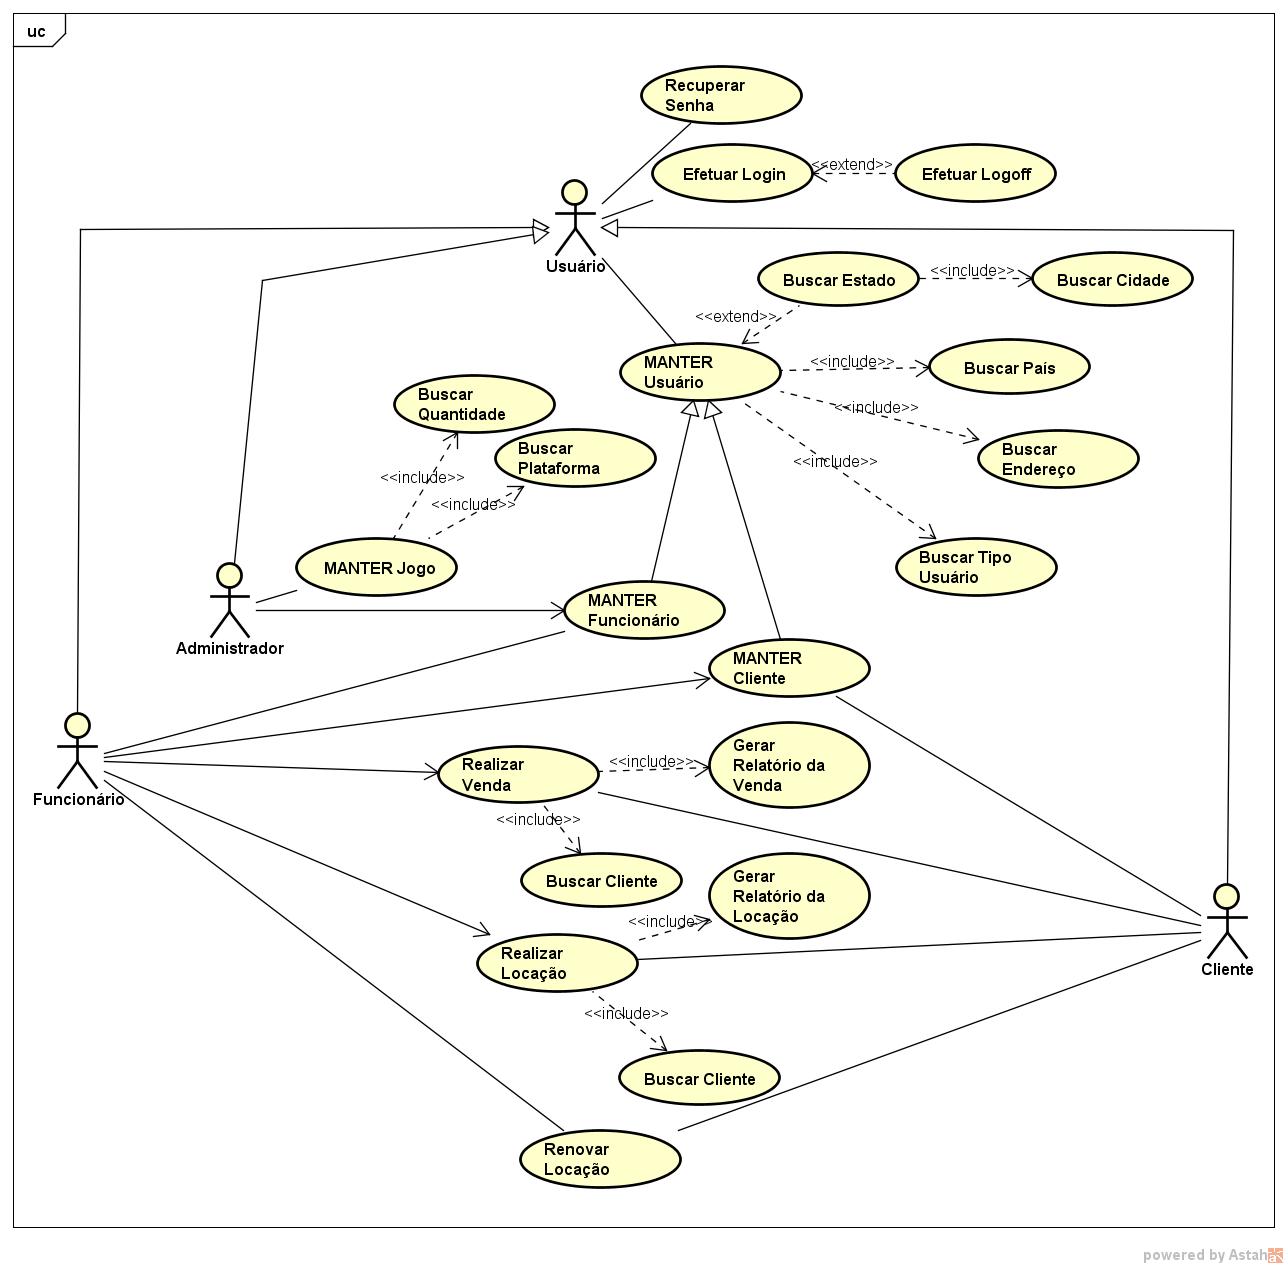 uc
Recuperar
Senha
Efetuar Login
<<extend>>
Efetuar Logoff
Usuário
Buscar Estado
<<include>>
Buscar Cidade
<<extend>>
MANTER
Usuário
<<include>>
Buscar País
Buscar
Quantidade
<<include>>
Buscar
Endereço
Buscar
Plataforma
<<include>>
<<include>>
<<include>>
MANTER Jogo
Buscar Tipo
Usuário
MANTER
Funcionário
Administrador
MANTER
Cliente
Realizar
Venda
<<include>>
Gerar
Relatório da
Venda
Funcionário
<<include>>
Buscar Cliente
Gerar
Relatório da
Locação
<<include>>
Realizar
Locação
Cliente
<<include>>
Buscar Cliente
Renovar
Locação
powered by Astah